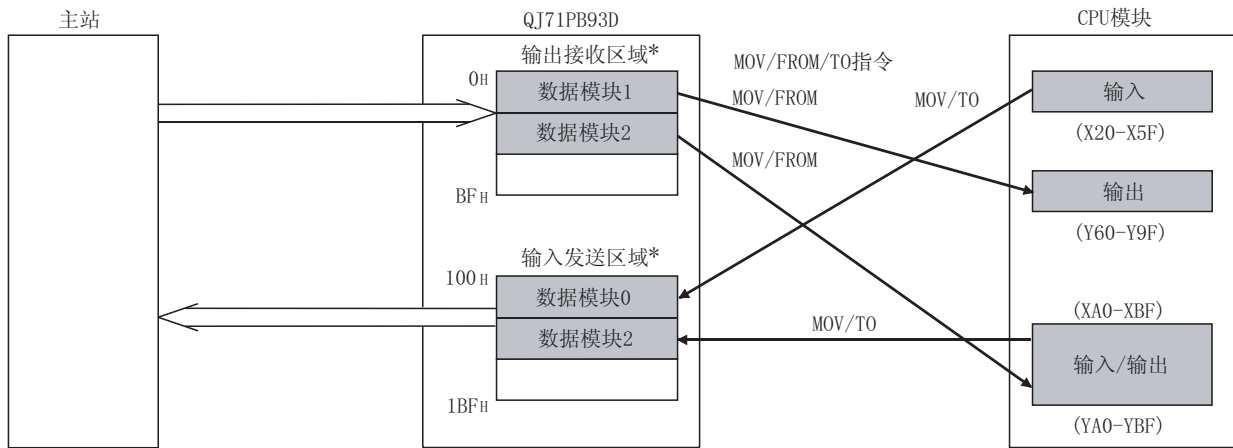 主站
QJ71PB93D
CPU模块
输出接收区域*
0H
数据模块1
数据模块2
BFH
输入发送区域*
100H
数据模块0
数据模块2
1BFH
MOV/FROM/TO指令
MOV/FROM
MOV/TO
MOV/FROM
MOV/TO
输入
(X20-X5F)
输出
(Y60-Y9F)
(XA0-XBF)
输入/输出
(YA0-YBF)